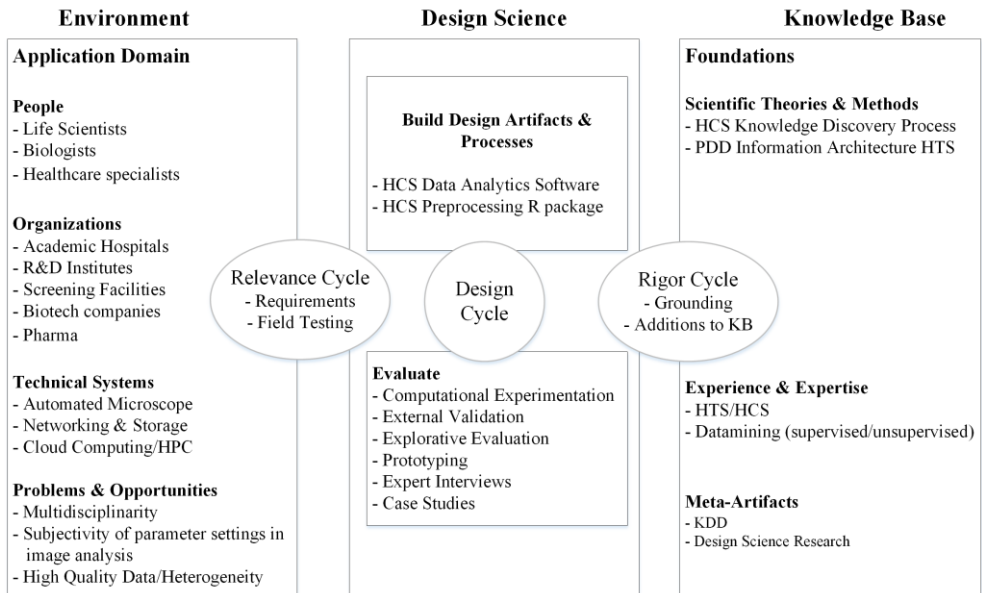 Environment
Application Domain
People
- Life Scientists
- Biologists
- Healthcare specialists
Organizations
- Academic Hospitals
- R&D Institutes
- Screening Facilities
- Biotech companies
- Pharma
Technical Systems
- Automated Microscope
- Networking & Storage
- Cloud Computing/HPC
Problems & Opportunities
- Multidisciplinarity
- Subjectivity of parameter settings in
image analysis
- High Quality Data/Heterogeneity
Relevance Cycle
- Requirements
- Field Testing
Design Science
Build Design Artifacts &
Processes
- HCS Data Analytics Software
- HCS Preprocessing R package
Design
Cycle
Evaluate
- Computational Experimentation
- External Validation
- Explorative Evaluation
- Prototyping
- Expert Interviews
- Case Studies
Rigor Cycle
- Grounding
- Additions to KB
Knowledge Base
Foundations
Scientific Theories & Methods
- HCS Knowledge Discovery Process
- PDD Information Architecture HTS
Experience & Expertise
- HTS/HCS
- Datamining (supervised/unsupervised)
Meta-Artifacts
- KDD
- Design Science Research